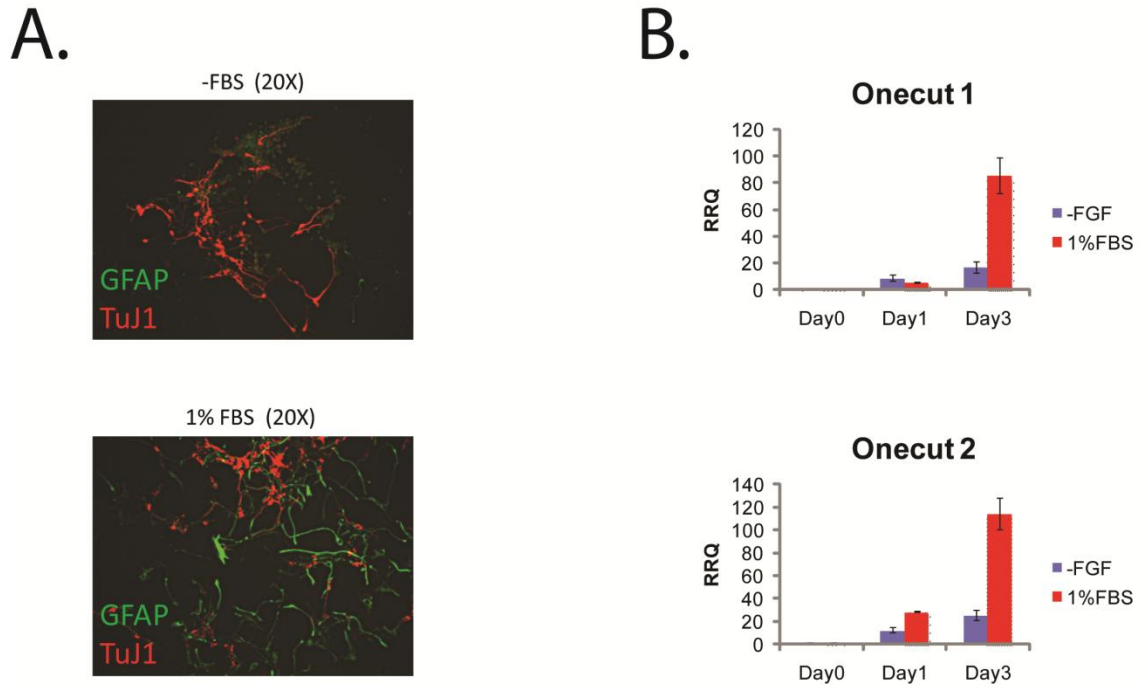 A.
-FBS (20X)
GFAP
TuJ1
1% FBS (20X)
GFAP
TuJ1
B.
Onecut 1
120
100
80
60
40
20
0
RRQ
Day0 Day1 Day3
-FGF
1%FBS
Onecut 2
140
120
100
80
60
40
20
0
RRQ
Day0 Day1 Day3
-FGF
1%FBS